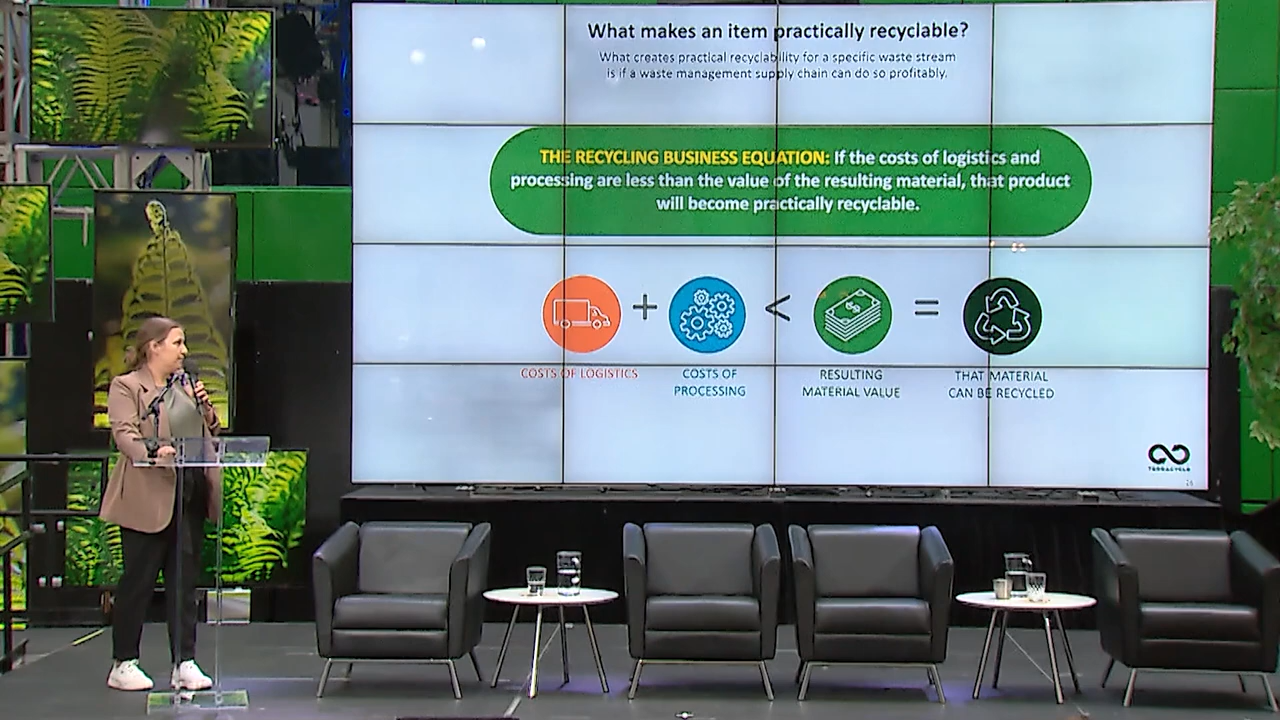 What makes an item practically recyclable?
What creates practical recyclability for a specific waste stream
is if a waste management supply chain can do so profitably.
THE RECYCLING BUSINESS EQUATION: If the costs of logistics and
processing are less than the value of the resulting material, that product
will become practically recyclable.
+ < =
COSTS OF LOGISTICS
COSTS OF
PROCESSING
RESULTING
MATERIAL VALUE
THAT MATERIAL
CAN BE RECYCLED
TERRACYCLE
26